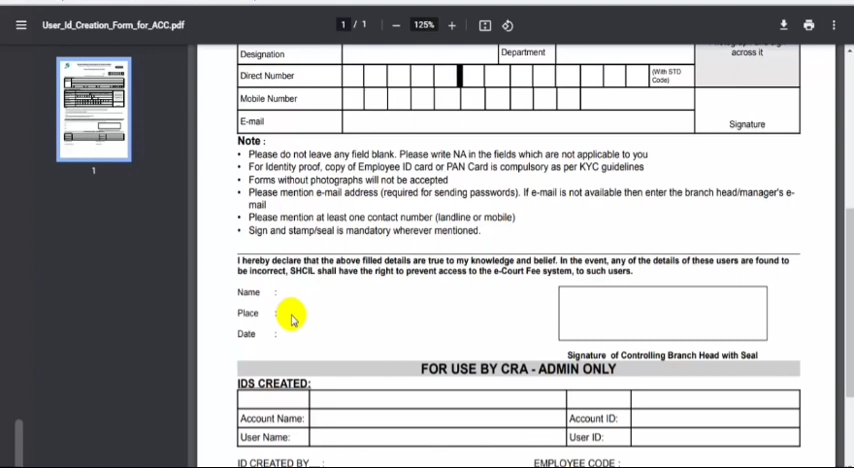 User_Id_Creation_Form_for_ACC.pdf
1 / 1
125%
Designation
Department
across it
Direct Number
(With STD
Code)
Mobile Number
E-mail
Signature
Note :
• Please do not leave any field blank. Please write NA in the fields which are not applicable to you
• For Identity proof, copy of Employee ID card or PAN Card is compulsory as per KYC guidelines
• Forms without photographs will not be accepted
• Please mention e-mail address (required for sending passwords). If e-mail is not available then enter the branch head/manager's e-
mail
• Please mention at least one contact number (landline or mobile)
• Sign and stamp/seal is mandatory wherever mentioned.
I hereby declare that the above filled details are true to my knowledge and belief. In the event, any of the details of these users are found to
be incorrect, SHCIL shall have the right to prevent access to the e-Court Fee system, to such users.
Name :
Place :
Date :
Signature of Controlling Branch Head with Seal
FOR USE BY CRA - ADMIN ONLY
IDS CREATED:
Account Name:
Account ID:
User Name:
User ID:
ID CREATED BY :
EMPLOYEE CODE :
1